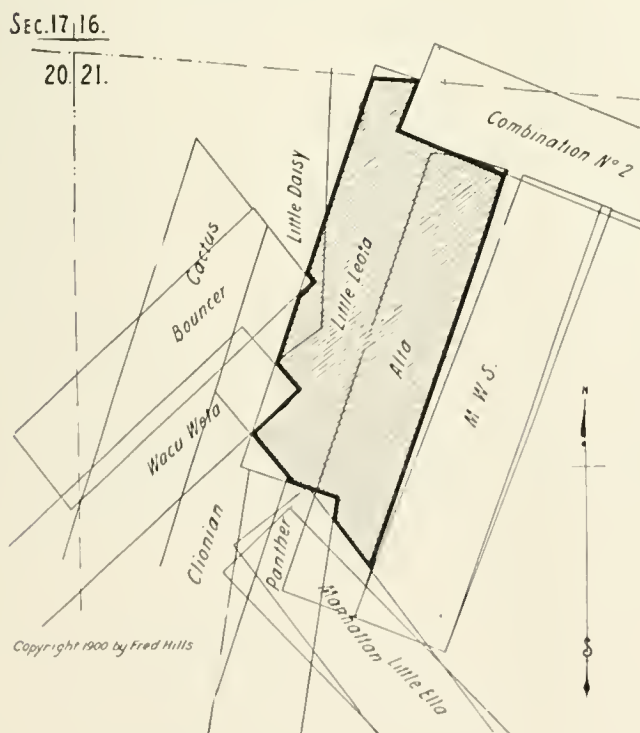 SEC. 17 16.
20. 21.
Combination Nº 2
Little Daisy
Cactus
Bouncer
Little Leota
Alta
M. W. S.
Wacu Weta
Clionian
Panther
Manhattan
Little Ella
N
S
Copyright 1900 by Fred Hills